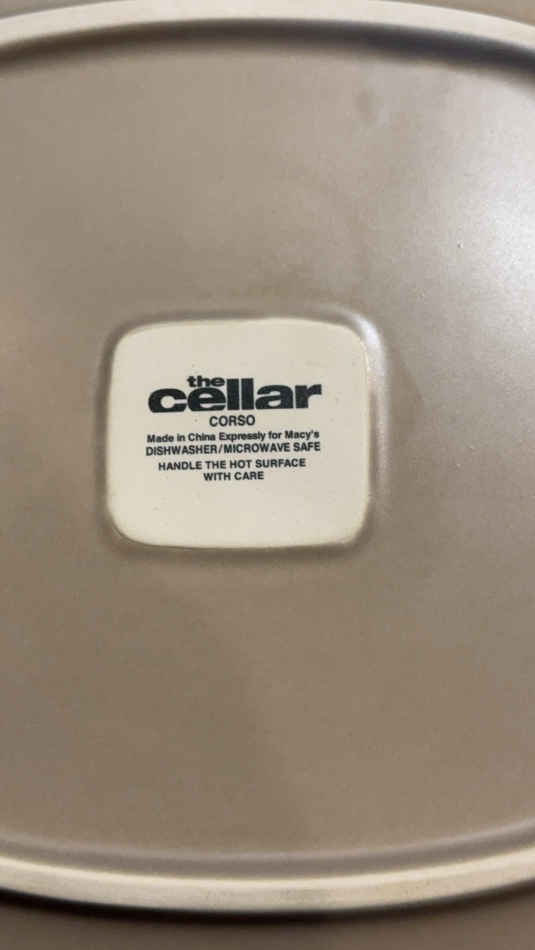 the
cellar
CORSO
Made in China Expressly for Macy's
DISHWASHER/MICROWAVE SAFE
HANDLE THE HOT SURFACE
WITH CARE